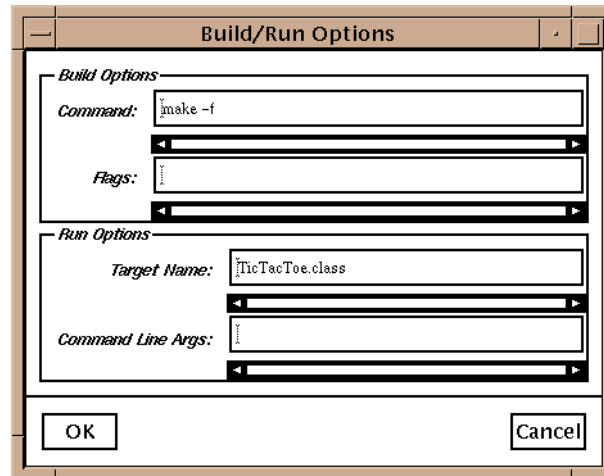 Build/Run Options
Build Options
Command: make -f
Flags:
Run Options
Target Name: TicTacToe.class
Command Line Args:
OK Cancel